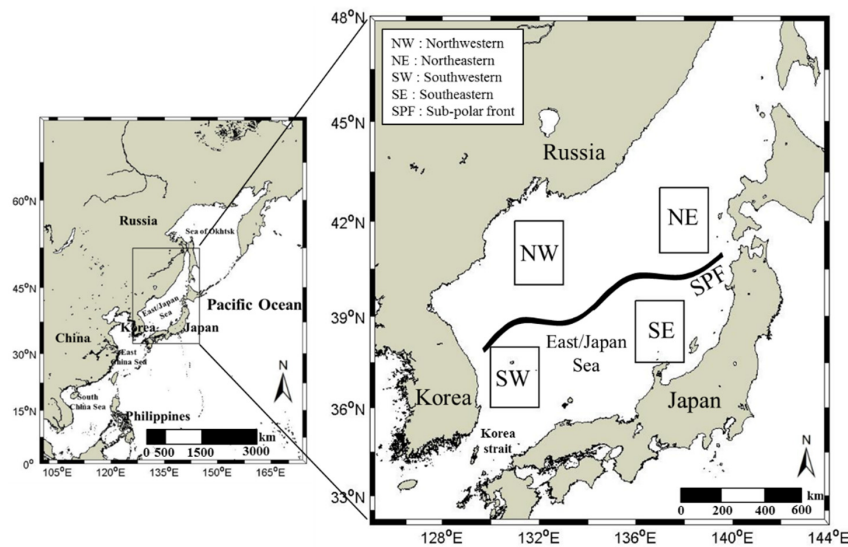 60°N
45°N
30°N
15°N
0°
105°E
120°E
135°E
150°E
165°E
Russia
Sea of Okhtsk
East/Japan
Sea
Pacific Ocean
Korea
Japan
China
East
China Sea
South
China Sea
Philippines
N
km
0 500 1500 3000
48°N
45°N
42°N
39°N
36°N
33°N
128°E
132°E
136°E
140°E
144°E
NW : Northwestern
NE : Northeastern
SW : Southwestern
SE : Southeastern
SPF : Sub-polar front
Russia
NE
NW
SPF
SE
East/Japan
Sea
SW
Korea
Japan
Korea
strait
N
km
0 200 400 600